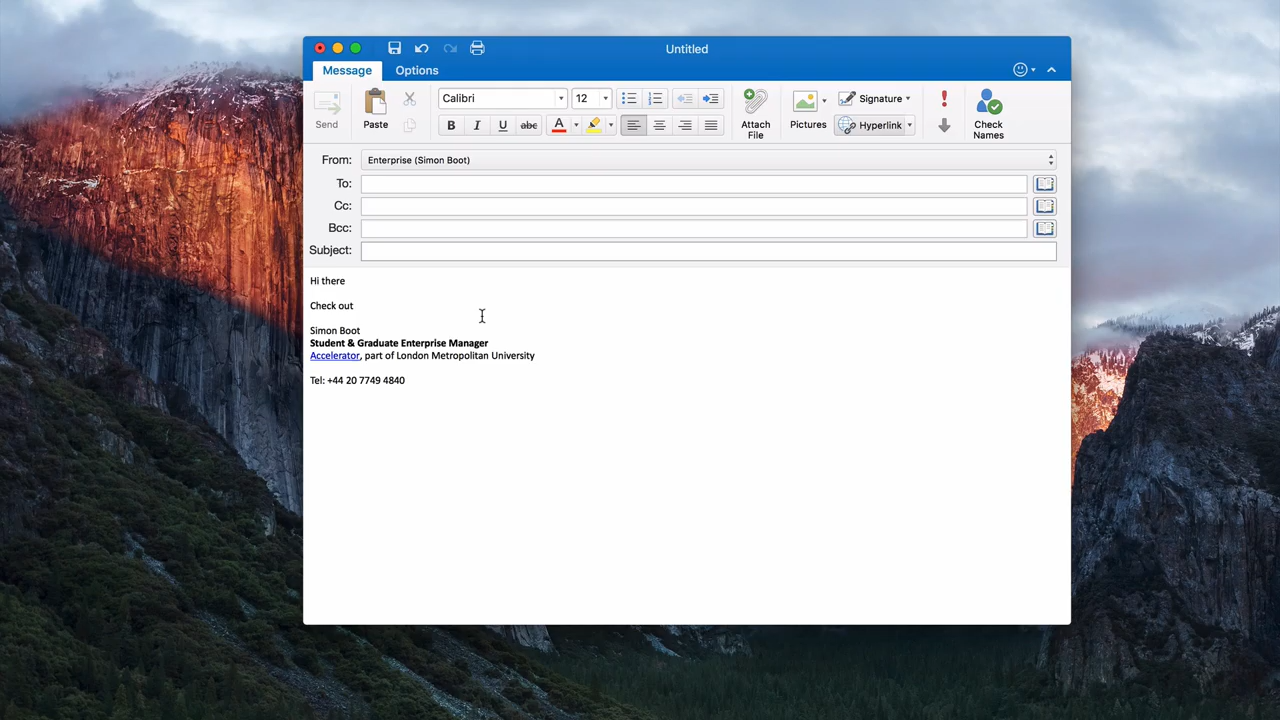 Untitled
Message Options
Send Paste Calibri 12 B I U abc A Attach File Pictures Signature Hyperlink Check Names
From: Enterprise (Simon Boot)
To:
Cc:
Bcc:
Subject:
Hi there
Check out
Simon Boot
Student & Graduate Enterprise Manager
Accelerator, part of London Metropolitan University
Tel: +44 20 7749 4840